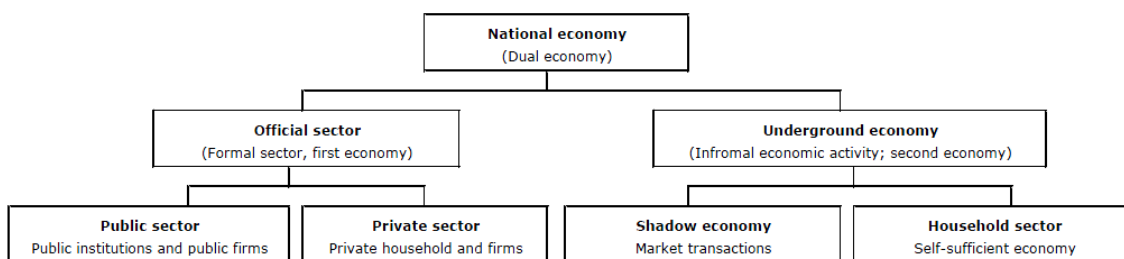 National economy
(Dual economy)
Official sector
(Formal sector, first economy)
Underground economy
(Infromal economic activity; second economy)
Public sector
Public institutions and public firms
Private sector
Private household and firms
Shadow economy
Market transactions
Household sector
Self-sufficient economy